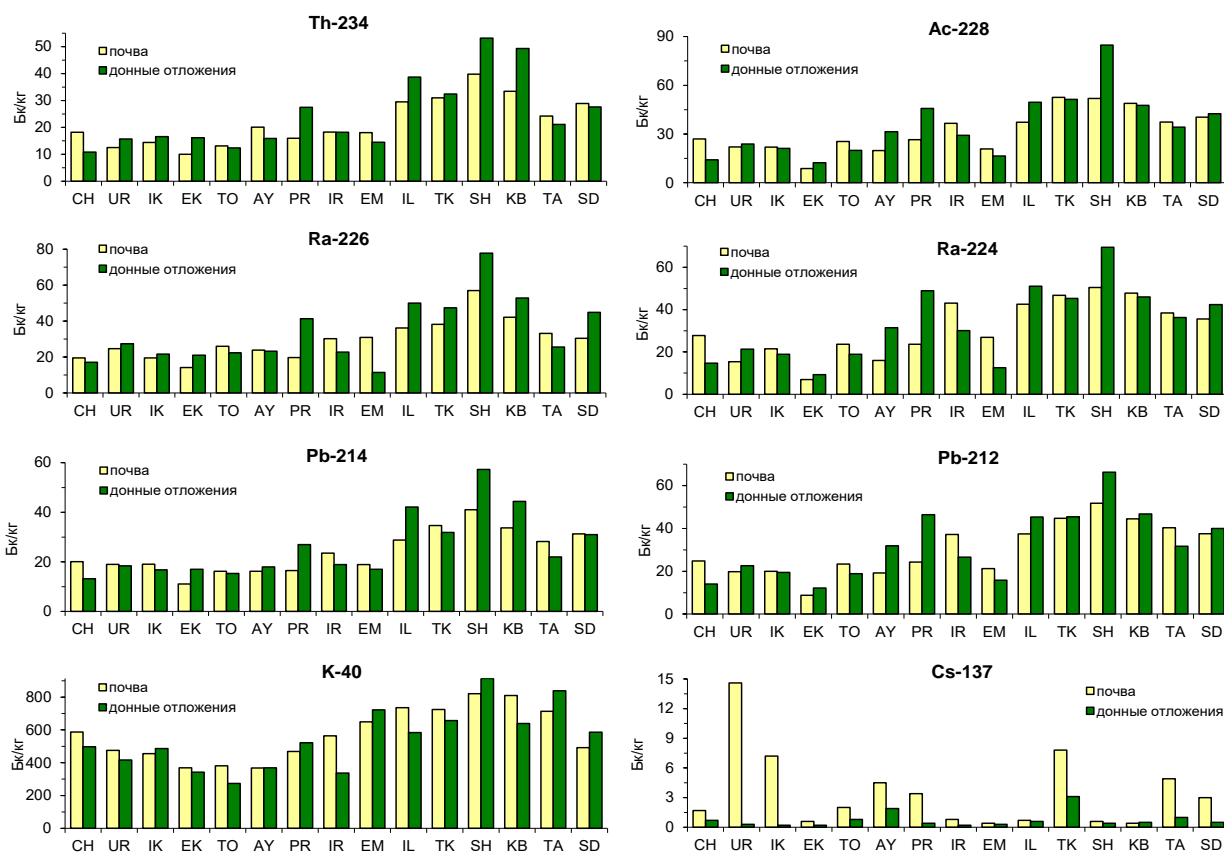 Th-234
Бк/кг
почва
донные отложения
50
40
30
20
10
0
CH UR IK EK TO AY PR IR EM IL TK SH KB TA SD
Ac-228
Бк/кг
почва
донные отложения
90
60
30
0
CH UR IK EK TO AY PR IR EM IL TK SH KB TA SD
Ra-226
Бк/кг
почва
донные отложения
80
60
40
20
0
CH UR IK EK TO AY PR IR EM IL TK SH KB TA SD
Ra-224
Бк/кг
почва
донные отложения
60
40
20
0
CH UR IK EK TO AY PR IR EM IL TK SH KB TA SD
Pb-214
Бк/кг
почва
донные отложения
60
40
20
0
CH UR IK EK TO AY PR IR EM IL TK SH KB TA SD
Pb-212
Бк/кг
почва
донные отложения
60
40
20
0
CH UR IK EK TO AY PR IR EM IL TK SH KB TA SD
K-40
Бк/кг
почва
донные отложения
800
600
400
200
0
CH UR IK EK TO AY PR IR EM IL TK SH KB TA SD
Cs-137
Бк/кг
почва
донные отложения
15
12
9
6
3
0
CH UR IK EK TO AY PR IR EM IL TK SH KB TA SD